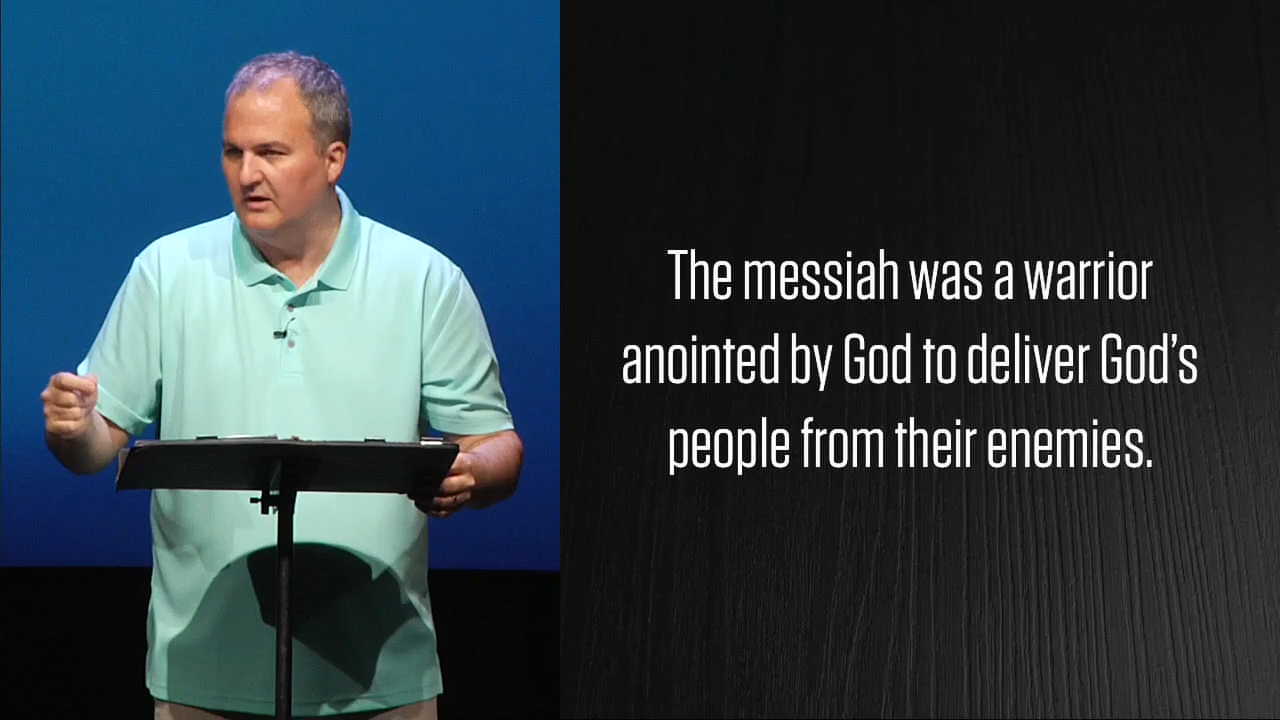 The messiah was a warrior
anointed by God to deliver God’s
people from their enemies.